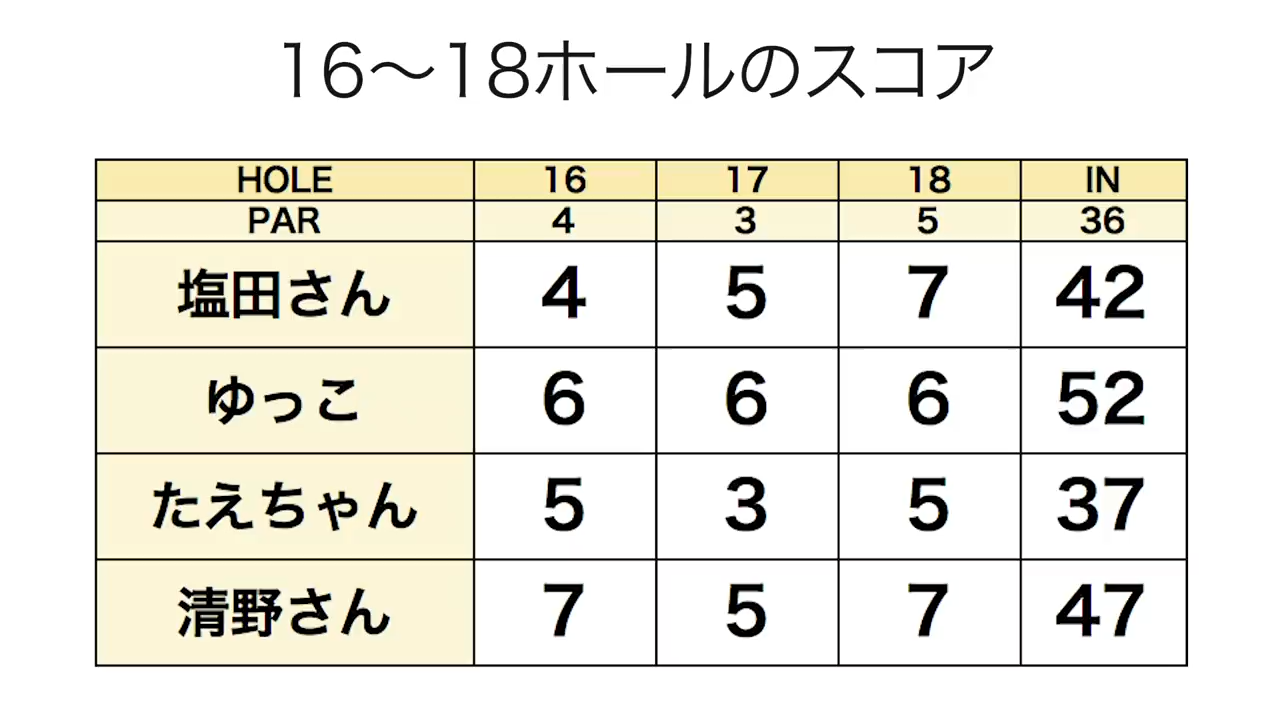 16〜18ホールのスコア
HOLE 16 17 18 IN
PAR 4 3 5 36
塩田さん 4 5 7 42
ゆっこ 6 6 6 52
たえちゃん 5 3 5 37
清野さん 7 5 7 47